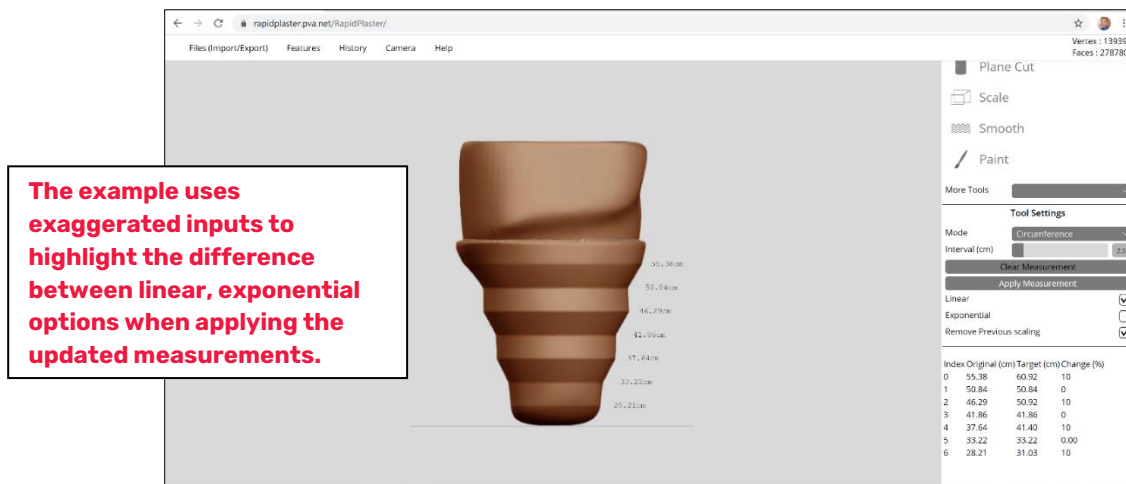 rapidplaster.pva.net/RapidPlaster/
Files (Import/Export) Features History Camera Help
Vertex : 13939
Faces : 278780
Plane Cut
Scale
Smooth
Paint
More Tools
Tool Settings
Mode Circumference
Interval (cm) 2.5
Clear Measurement
Apply Measurement
Linear
Exponential
Remove Previous scaling
Index Original (cm) Target (cm) Change (%)
0 55.38 60.92 10
1 50.84 50.84 0
2 46.29 50.92 10
3 41.86 41.86 0
4 37.64 41.40 10
5 33.22 33.22 0.00
6 28.21 31.03 10
The example uses
exaggerated inputs to
highlight the difference
between linear, exponential
options when applying the
updated measurements.
55.38cm
50.84cm
46.29cm
41.86cm
37.64cm
33.22cm
28.21cm